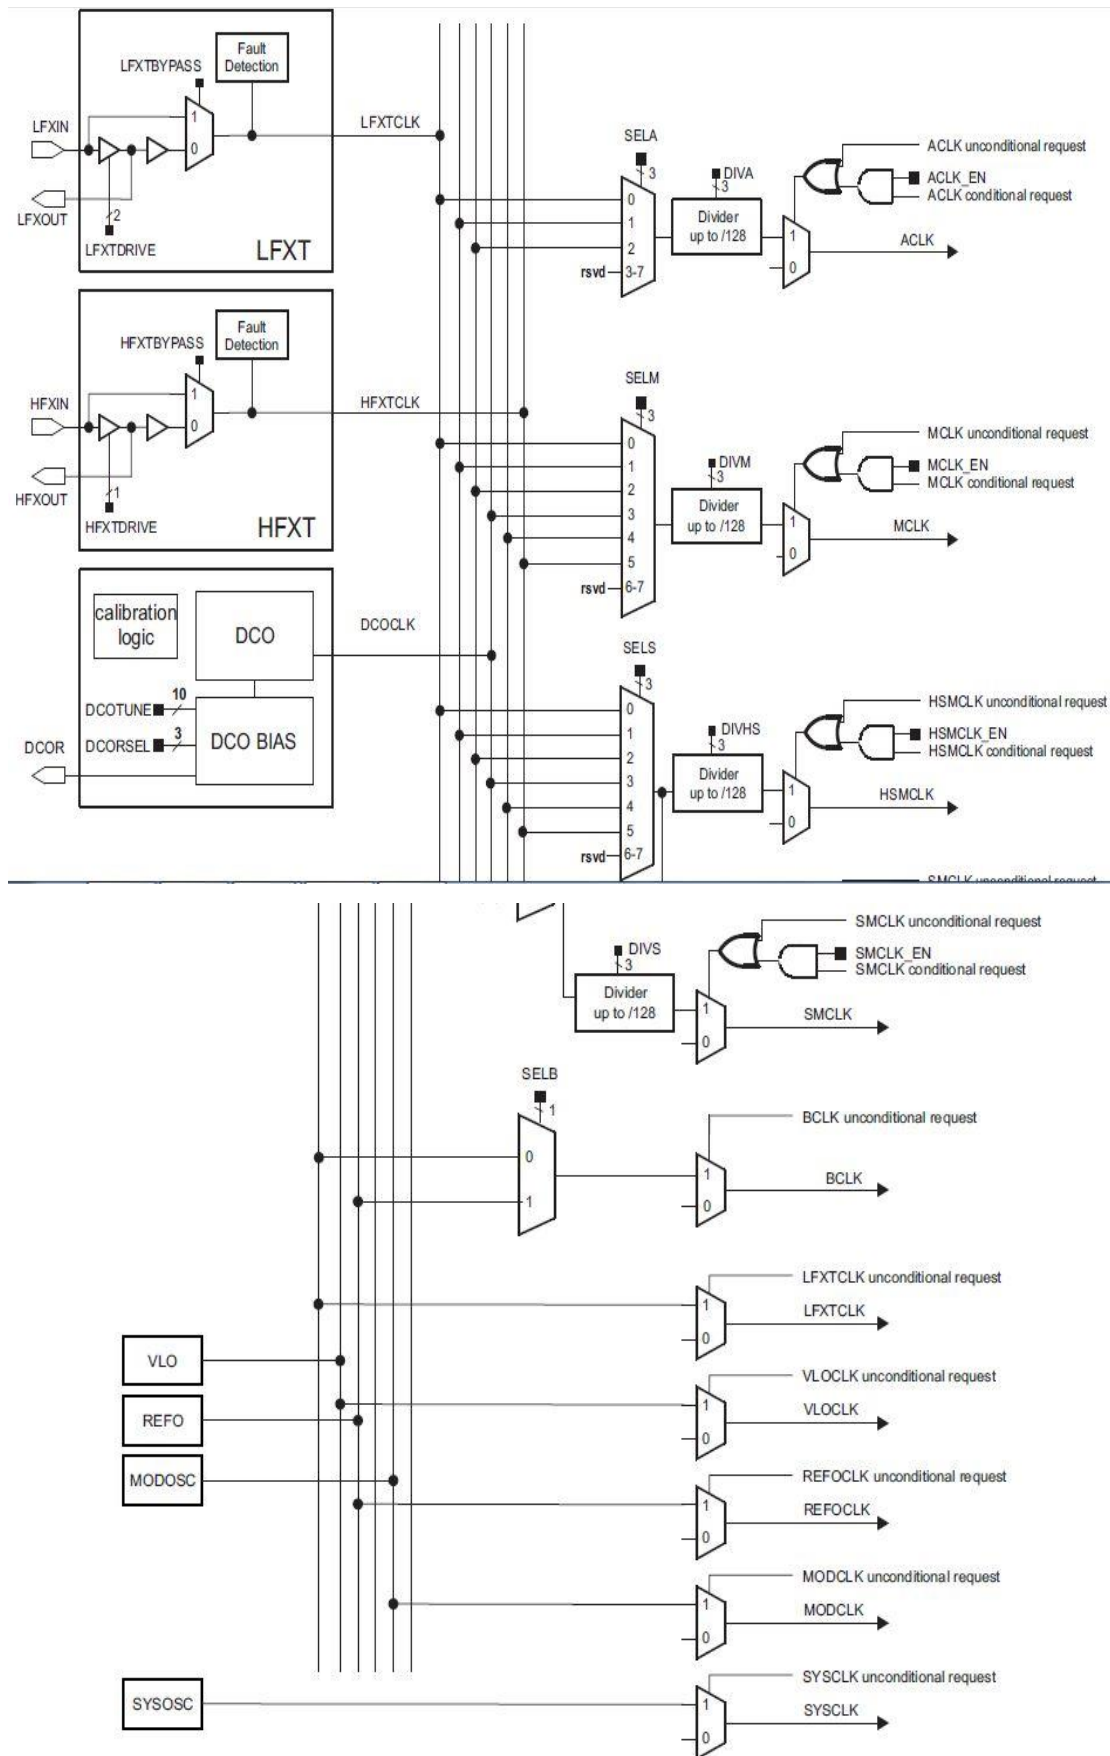 Fault
Detection
LFXTBYPASS
LFXIN
1
0
LFXTCLK
LFXOUT
2
LFXTDRIVE
LFXT
SELA
3
0
1
2
rsvd
3-7
DIVA
3
Divider
up to /128
ACLK unconditional request
ACLK_EN
ACLK conditional request
1
0
ACLK
Fault
Detection
HFXTBYPASS
HFXIN
1
0
HFXTCLK
HFXOUT
1
HFXTDRIVE
HFXT
SELM
3
0
1
2
3
4
5
rsvd
6-7
DIVM
3
Divider
up to /128
MCLK unconditional request
MCLK_EN
MCLK conditional request
1
0
MCLK
calibration
logic
DCO
DCOCLK
DCOTUNE
10
DCORSEL
3
DCO BIAS
DCOR
SELS
3
0
1
2
3
4
5
rsvd
6-7
DIVHS
3
Divider
up to /128
HSMCLK unconditional request
HSMCLK_EN
HSMCLK conditional request
1
0
HSMCLK
SMCLK unconditional request
DIVS
3
Divider
up to /128
SMCLK unconditional request
SMCLK_EN
SMCLK conditional request
1
0
SMCLK
SELB
1
0
1
BCLK unconditional request
1
0
BCLK
LFXTCLK unconditional request
1
0
LFXTCLK
VLO
VLOCLK unconditional request
1
0
VLOCLK
REFO
MODOSC
REFOCLK unconditional request
1
0
REFOCLK
MODCLK unconditional request
1
0
MODCLK
SYSOSC
SYSCLK unconditional request
1
0
SYSCLK